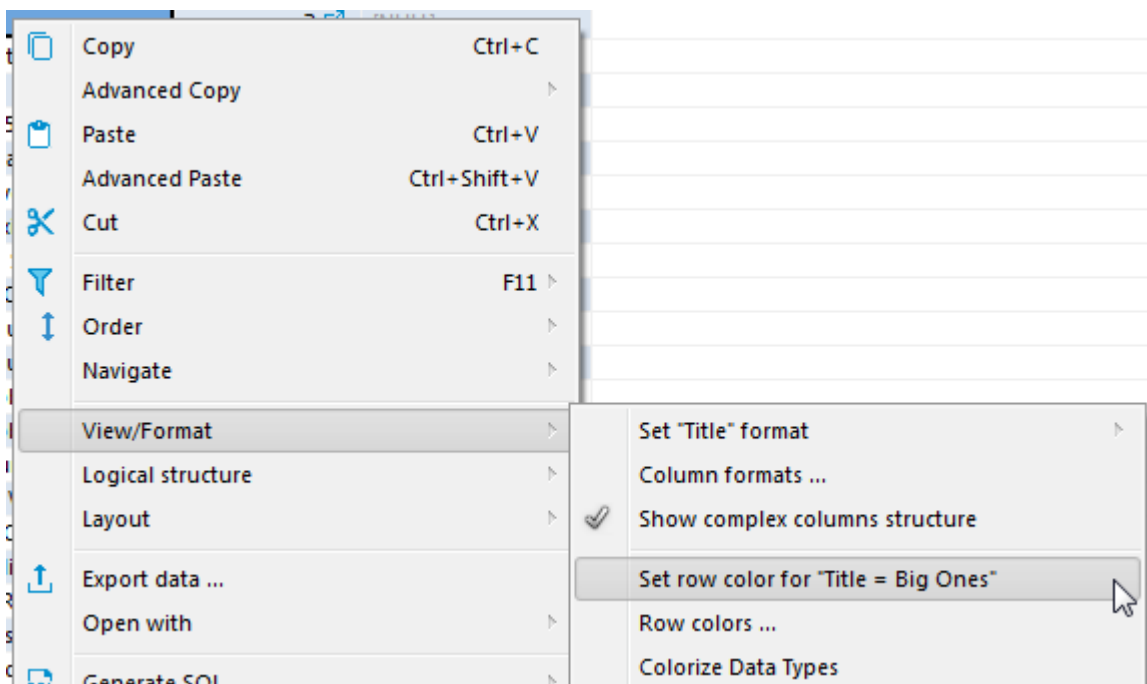 Copy Ctrl+C
Advanced Copy
Paste Ctrl+V
Advanced Paste Ctrl+Shift+V
Cut Ctrl+X
Filter F11
Order
Navigate
View/Format
Logical structure
Layout
Export data ...
Open with
Generate SQL
Set "Title" format
Column formats ...
Show complex columns structure
Set row color for "Title = Big Ones"
Row colors ...
Colorize Data Types